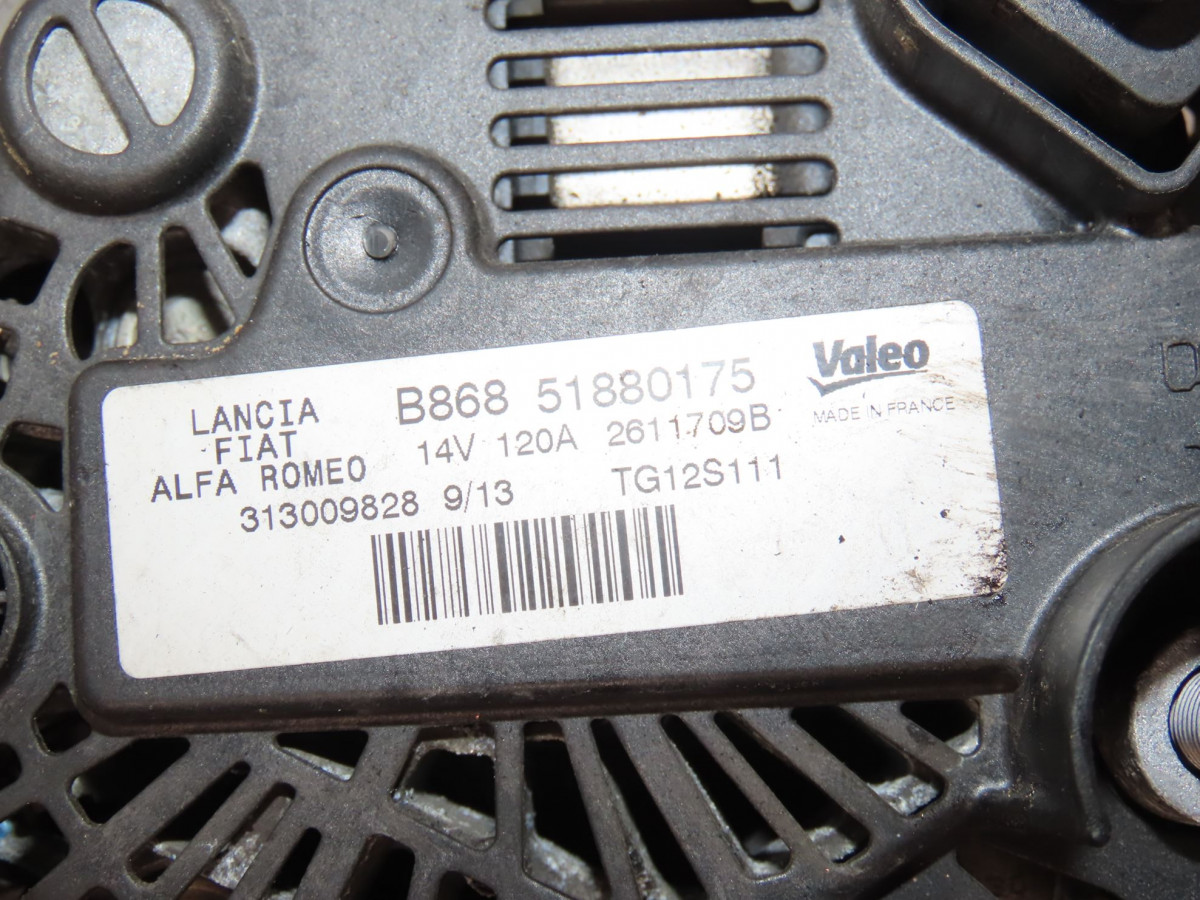 LANCIA
FIAT
ALFA ROMEO
B868 51880175
14V 120A 2611709B
313009828 9/13
TG12S111
Valeo
MADE IN FRANCE